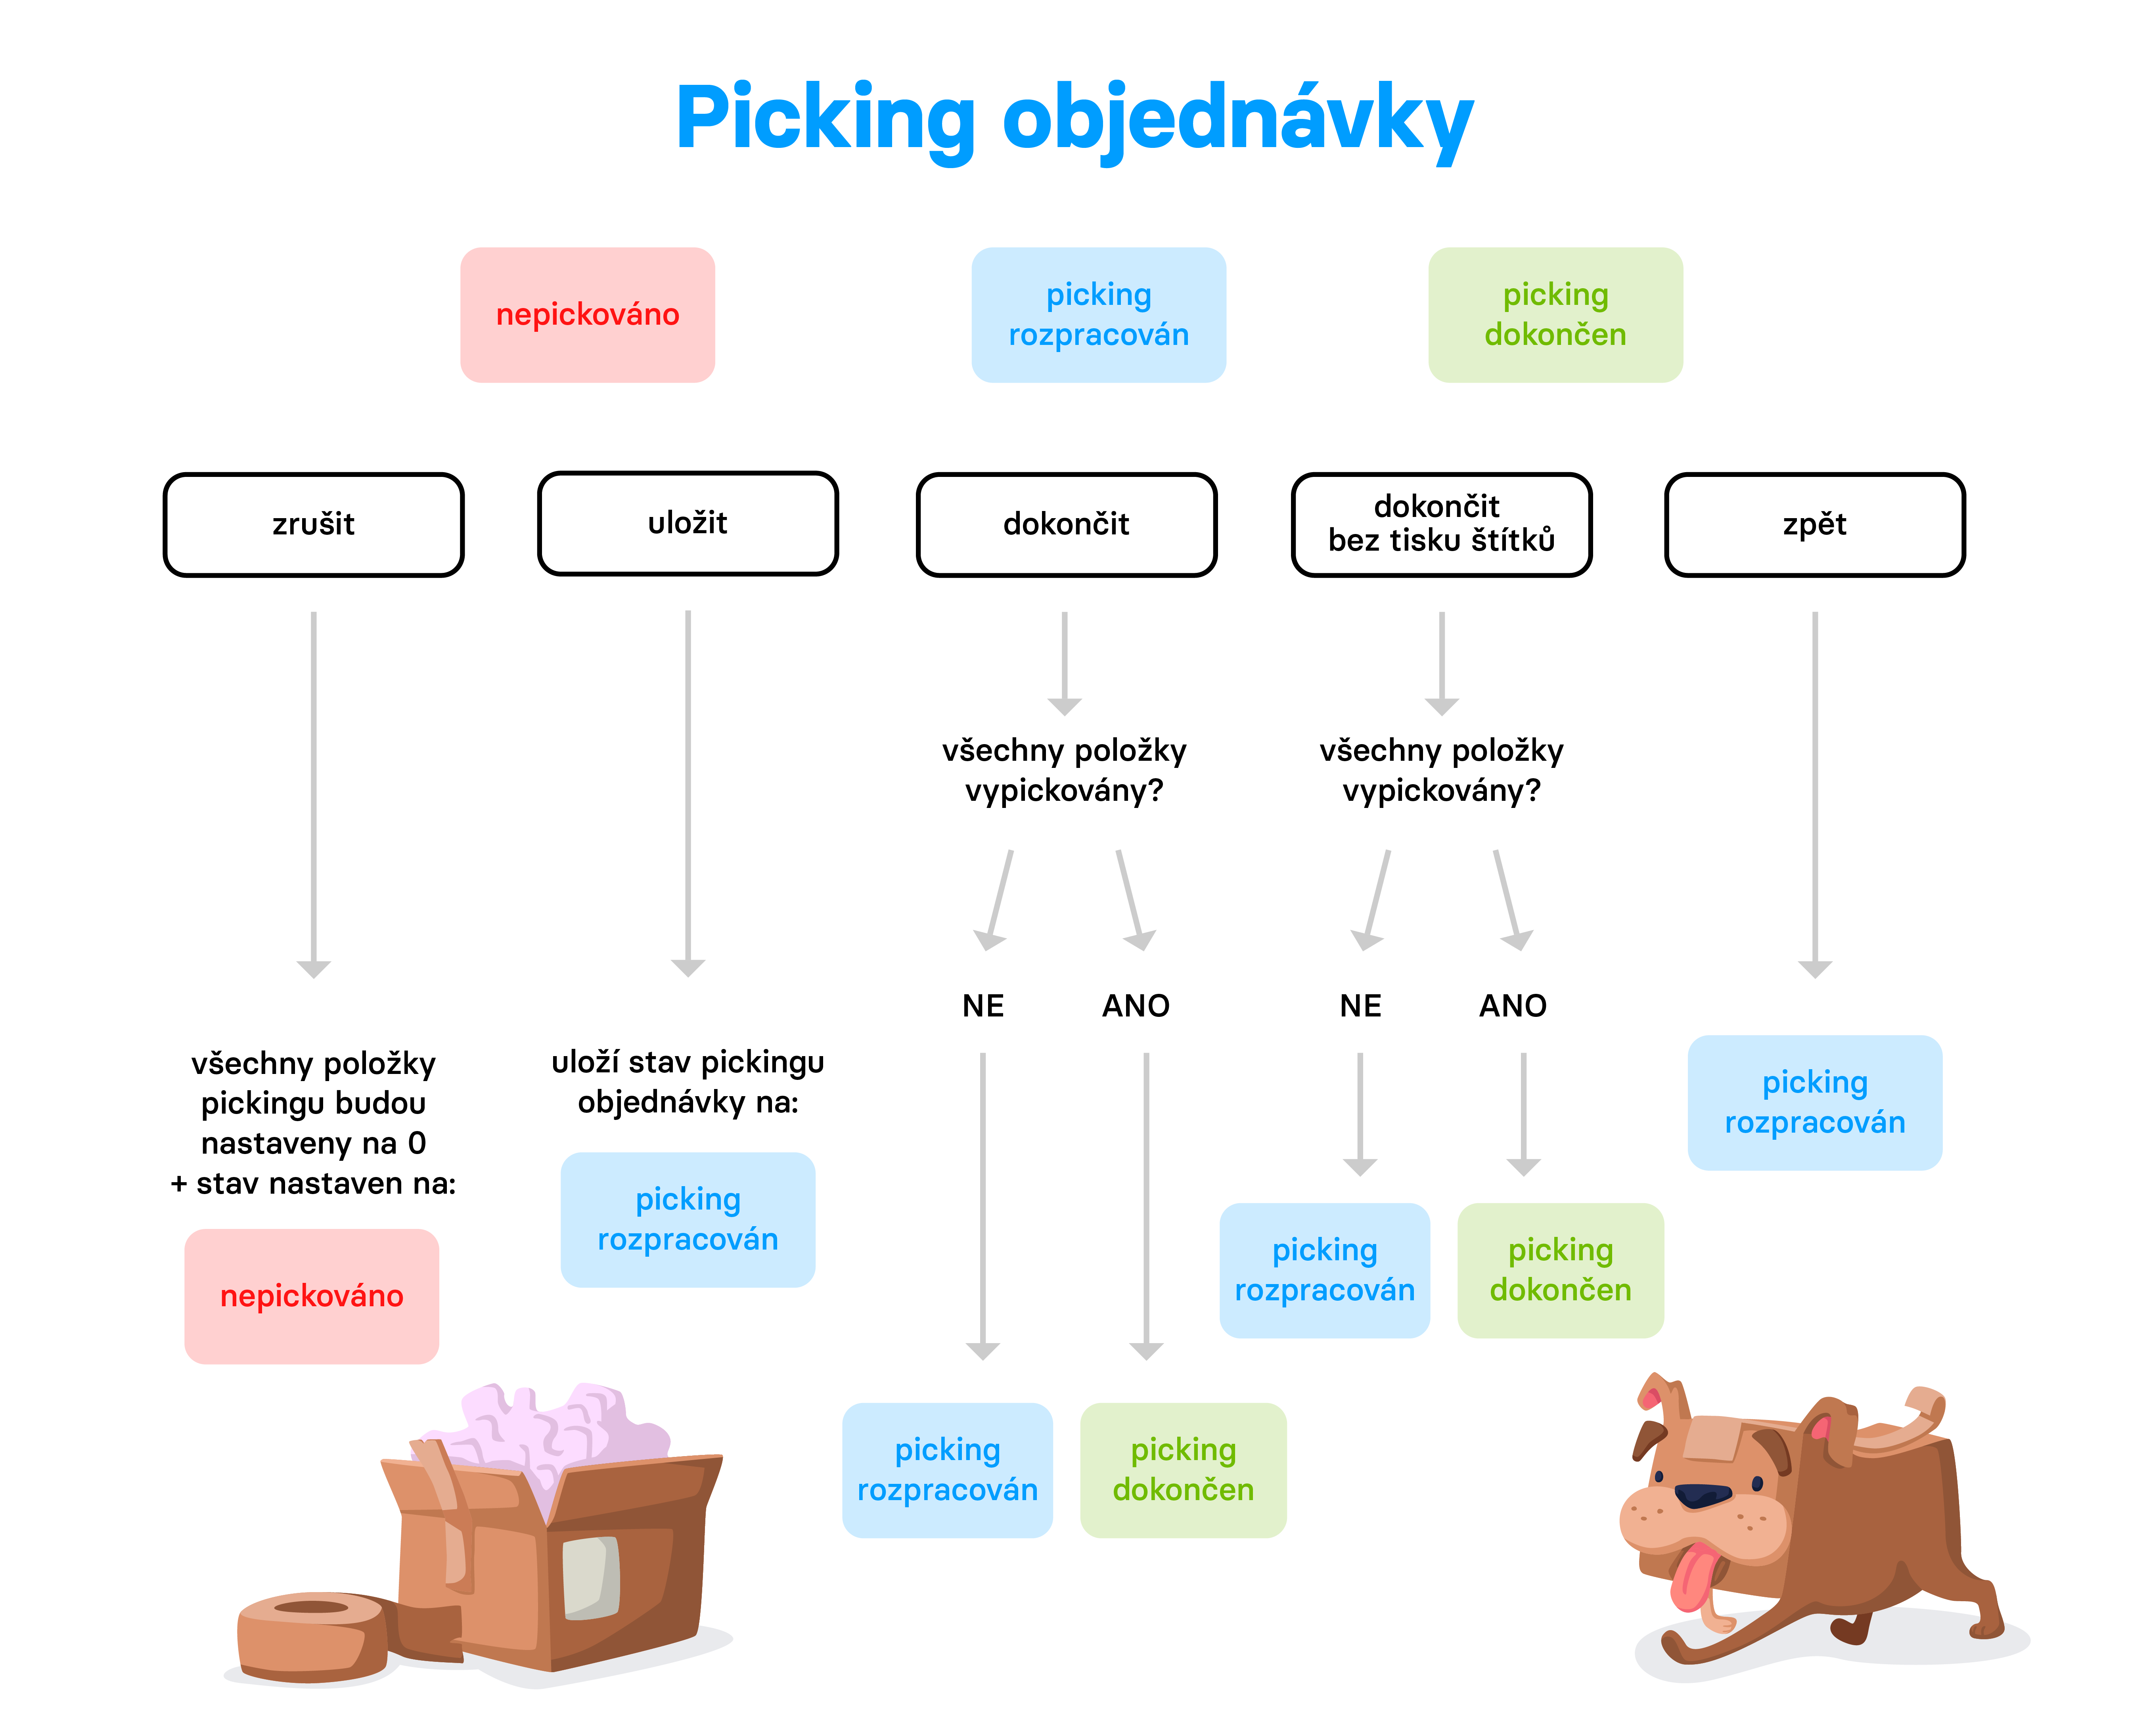 Picking objednávky
nepickováno
picking
rozpracován
picking
dokončen
zrušit
uložit
dokončit
dokončit
bez tisku štítků
zpět
všechny položky
vypickovány?
všechny položky
vypickovány?
NE
ANO
NE
ANO
všechny položky
pickingu budou
nastaveny na 0
+ stav nastaven na:
nepickováno
uloží stav pickingu
objednávky na:
picking
rozpracován
picking
rozpracován
picking
dokončen
picking
rozpracován
picking
dokončen
picking
rozpracován